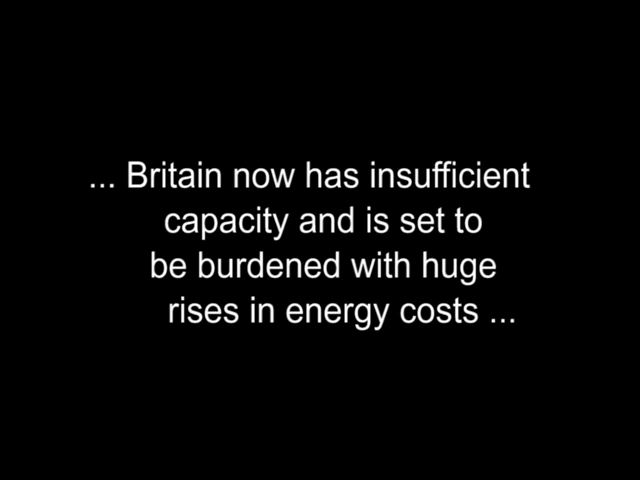 ... Britain now has insufficient
capacity and is set to
be burdened with huge
rises in energy costs ...